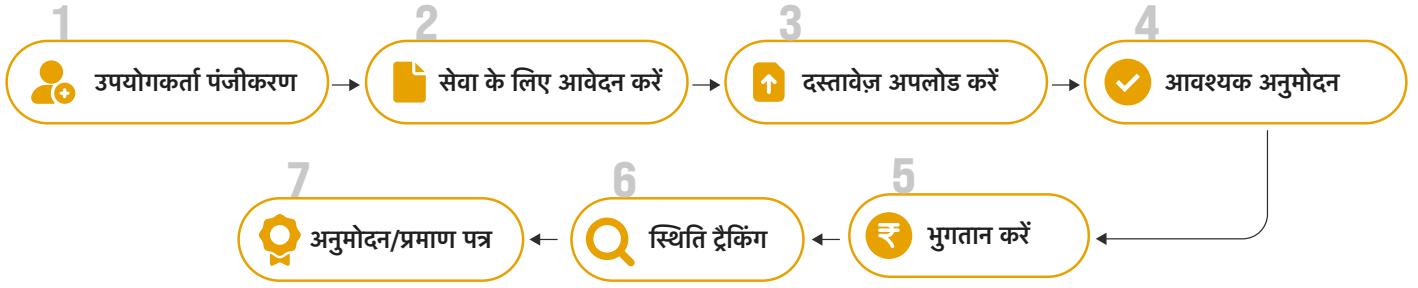 1
उपयोगकर्ता पंजीकरण
2
सेवा के लिए आवेदन करें
3
दस्तावेज़ अपलोड करें
4
आवश्यक अनुमोदन
5
₹ भुगतान करें
6
स्थिति ट्रैकिंग
7
अनुमोदन/प्रमाण पत्र